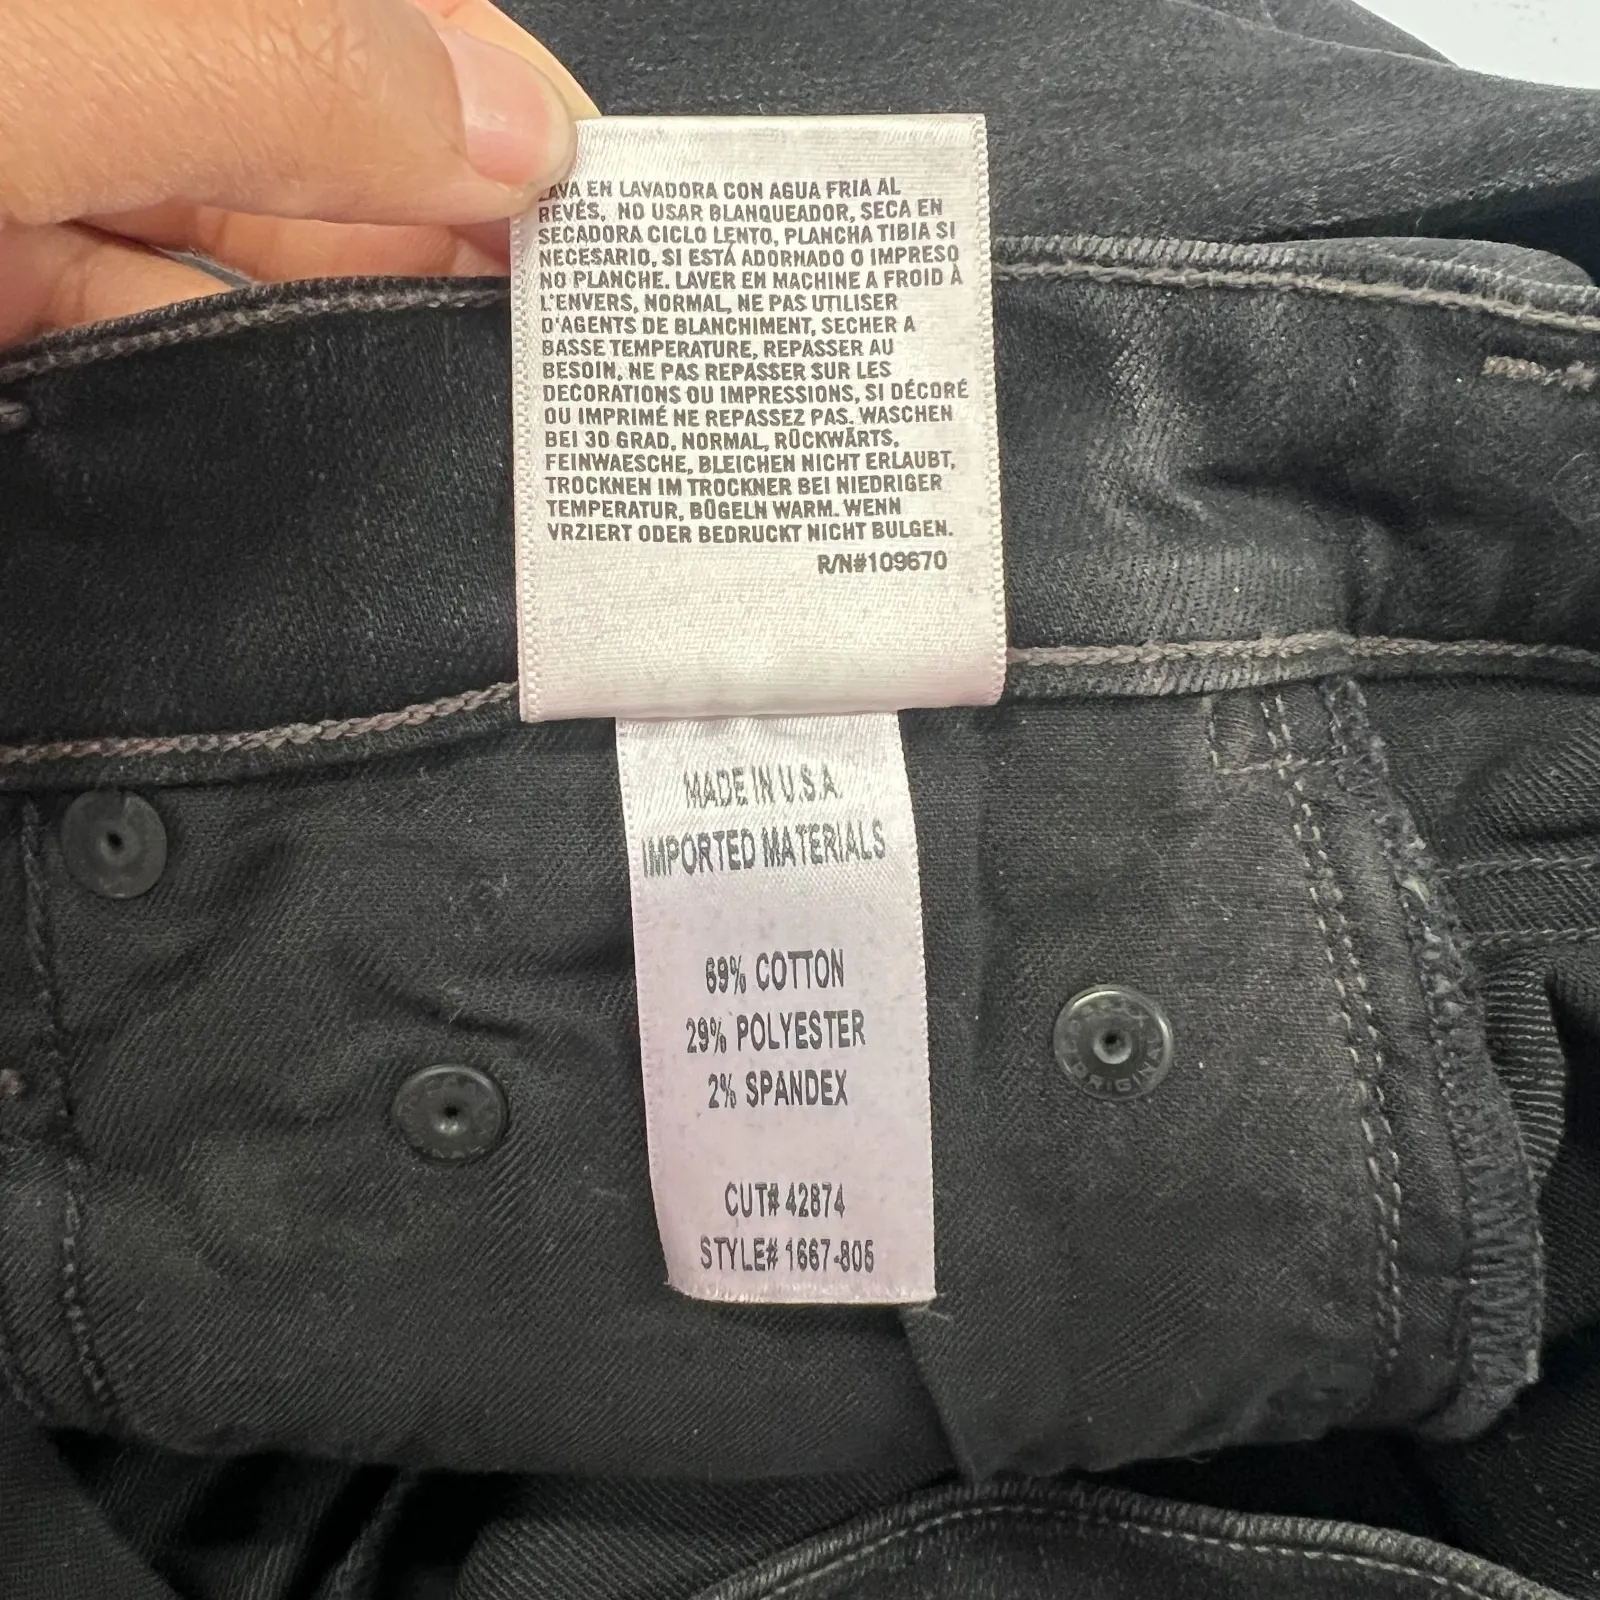 LAVA EN LAVADORA CON AGUA FRIA AL
REVÉS, NO USAR BLANQUEADOR, SECA EN
SECADORA CICLO LENTO, PLANCHA TIBIA SI
NECESARIO, SI ESTÁ ADORNADO O IMPRESO
NO PLANCHE. LAVER EN MACHINE A FROID À
L'ENVERS, NORMAL, NE PAS UTILISER
D'AGENTS DE BLANCHIMENT, SECHER A
BASSE TEMPERATURE, REPASSER AU
BESOIN, NE PAS REPASSER SUR LES
DECORATIONS OU IMPRESSIONS, SI DÉCORÉ
OU IMPRIMÉ NE REPASSEZ PAS. WASCHEN
BEI 30 GRAD, NORMAL, RÜCKWÄRTS,
FEINWAESCHE, BLEICHEN NICHT ERLAUBT,
TROCKNEN IM TROCKNER BEI NIEDRIGER
TEMPERATUR, BÜGELN WARM. WENN
VRZIERT ODER BEDRUCKT NICHT BULGEN.
R/N#109670
MADE IN U.S.A.
IMPORTED MATERIALS
69% COTTON
29% POLYESTER
2% SPANDEX
CUT# 42874
STYLE# 1667-806